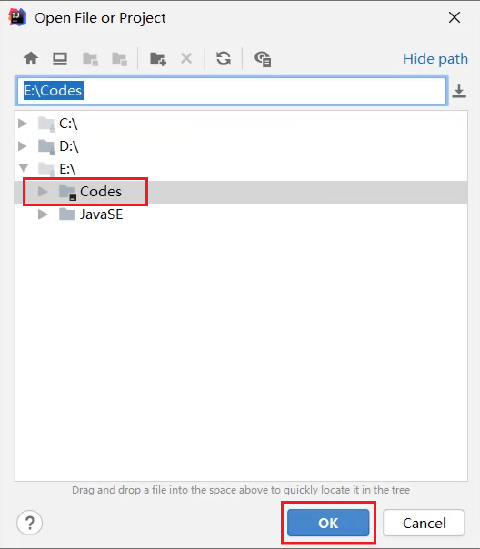 Open File or Project
Hide path
E:\Codes
C:\
D:\
E:\
Codes
JavaSE
Drag and drop a file into the space above to quickly locate it in the tree
?
OK
Cancel